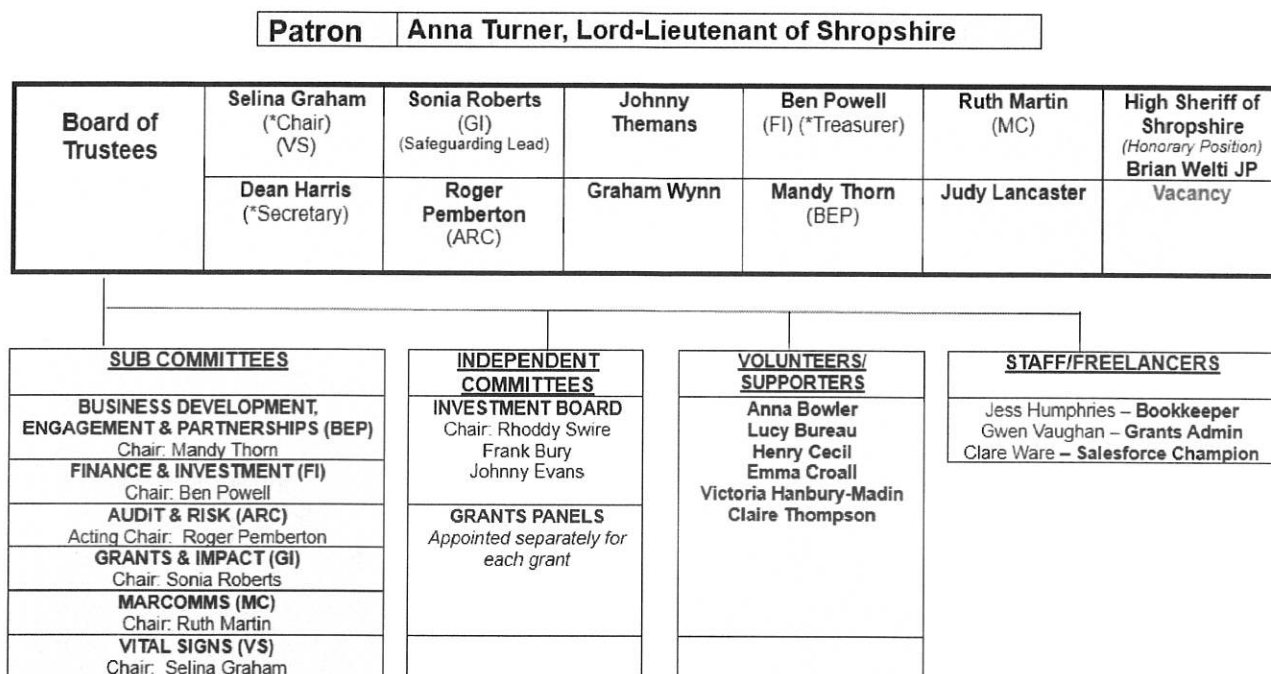 Patron Anna Turner, Lord-Lieutenant of Shropshire
Board of
Trustees
Selina Graham
(*Chair)
(VS)
Sonia Roberts
(GI)
(Safeguarding Lead)
Johnny
Themans
Ben Powell
(FI) (*Treasurer)
Ruth Martin
(MC)
High Sheriff of
Shropshire
(Honorary Position)
Brian Welti JP
Dean Harris
(*Secretary)
Roger
Pemberton
(ARC)
Graham Wynn
Mandy Thorn
(BEP)
Judy Lancaster
Vacancy
SUB COMMITTEES
BUSINESS DEVELOPMENT,
ENGAGEMENT & PARTNERSHIPS (BEP)
Chair: Mandy Thorn
FINANCE & INVESTMENT (FI)
Chair: Ben Powell
AUDIT & RISK (ARC)
Acting Chair: Roger Pemberton
GRANTS & IMPACT (GI)
Chair: Sonia Roberts
MARCOMMS (MC)
Chair: Ruth Martin
VITAL SIGNS (VS)
Chair: Selina Graham
INDEPENDENT
COMMITTEES
INVESTMENT BOARD
Chair: Rhoddy Swire
Frank Bury
Johnny Evans
GRANTS PANELS
Appointed separately for
each grant
VOLUNTEERS/
SUPPORTERS
Anna Bowler
Lucy Bureau
Henry Cecil
Emma Croall
Victoria Hanbury-Madin
Claire Thompson
STAFF/FREELANCERS
Jess Humphries – Bookkeeper
Gwen Vaughan – Grants Admin
Clare Ware – Salesforce Champion